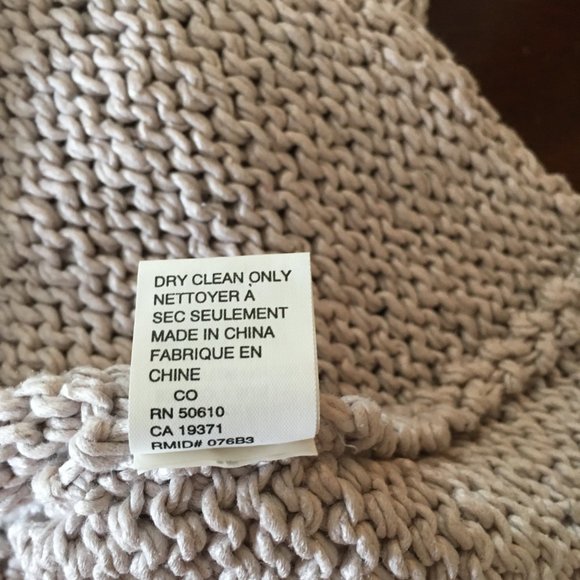 DRY CLEAN ONLY
NETTOYER À
SEC SEULEMENT
MADE IN CHINA
FABRIQUE EN
CHINE
CO
RN 50610
CA 19371
RMID# 076B3